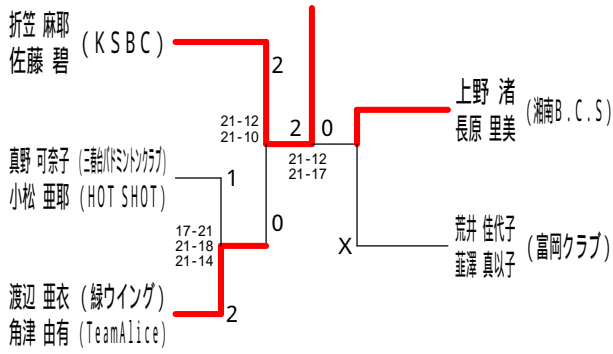 折笠 麻耶
佐藤 碧 (KSBC)
2
21-12
21-10
2 0
21-12
21-17
上野 渚
長原 里美 (湘南B.C.S)
真野 可奈子 (三春台バドミントンクラブ)
小松 亜耶 (HOT SHOT)
1
17-21
21-18
21-14
0
X
荒井 佳代子
韮澤 真以子 (富岡クラブ)
渡辺 亜衣 (緑ウイング)
角津 由有 (TeamAlice)
2